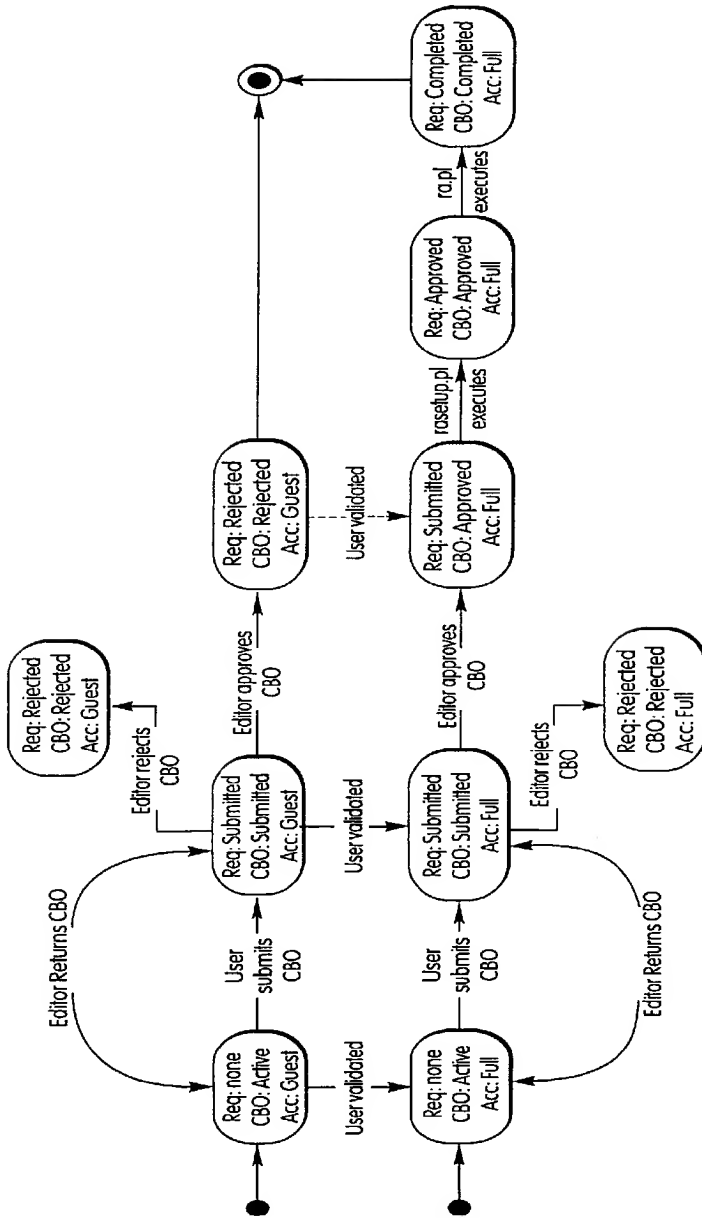 Editor Returns CBO
Editor rejects
CBO
Req: Rejected
CBO: Rejected
Acc: Guest
Req: none
CBO: Active
Acc: Guest
User
submits
CBO
Req: Submitted
CBO: Submitted
Acc: Guest
Editor approves
CBO
Req: Rejected
CBO: Rejected
Acc: Guest
User validated
User validated
User validated
Req: none
CBO: Active
Acc: Full
User
submits
CBO
Req: Submitted
CBO: Submitted
Acc: Full
Editor approves
CBO
Req: Submitted
CBO: Approved
Acc: Full
rasetup.pl
executes
Req: Approved
CBO: Approved
Acc: Full
ra.pl
executes
Req: Completed
CBO: Completed
Acc: Full
Editor Returns CBO
Editor rejects
CBO
Req: Rejected
CBO: Rejected
Acc: Full